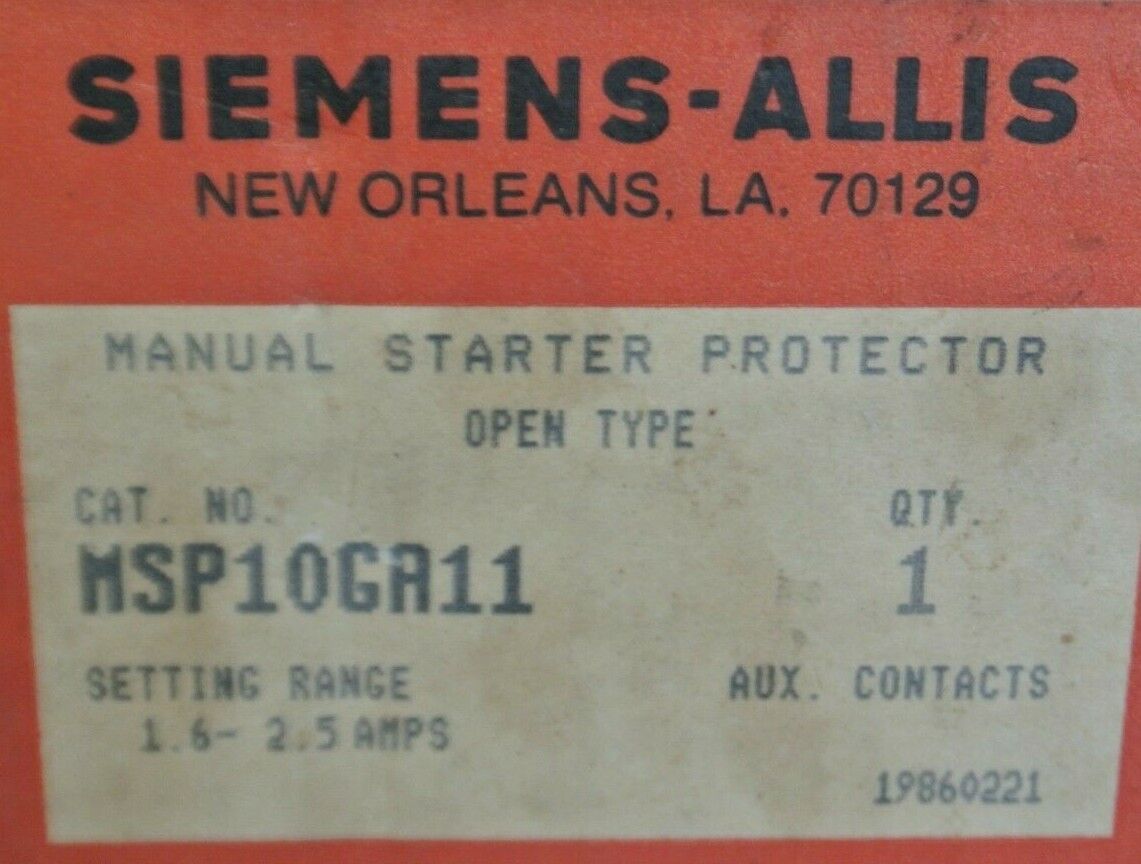 SIEMENS-ALLIS
NEW ORLEANS, LA. 70129
MANUAL STARTER PROTECTOR
OPEN TYPE
CAT. NO. QTY.
MSP10GA11 1
SETTING RANGE AUX. CONTACTS
1.6- 2.5 AMPS
19860221